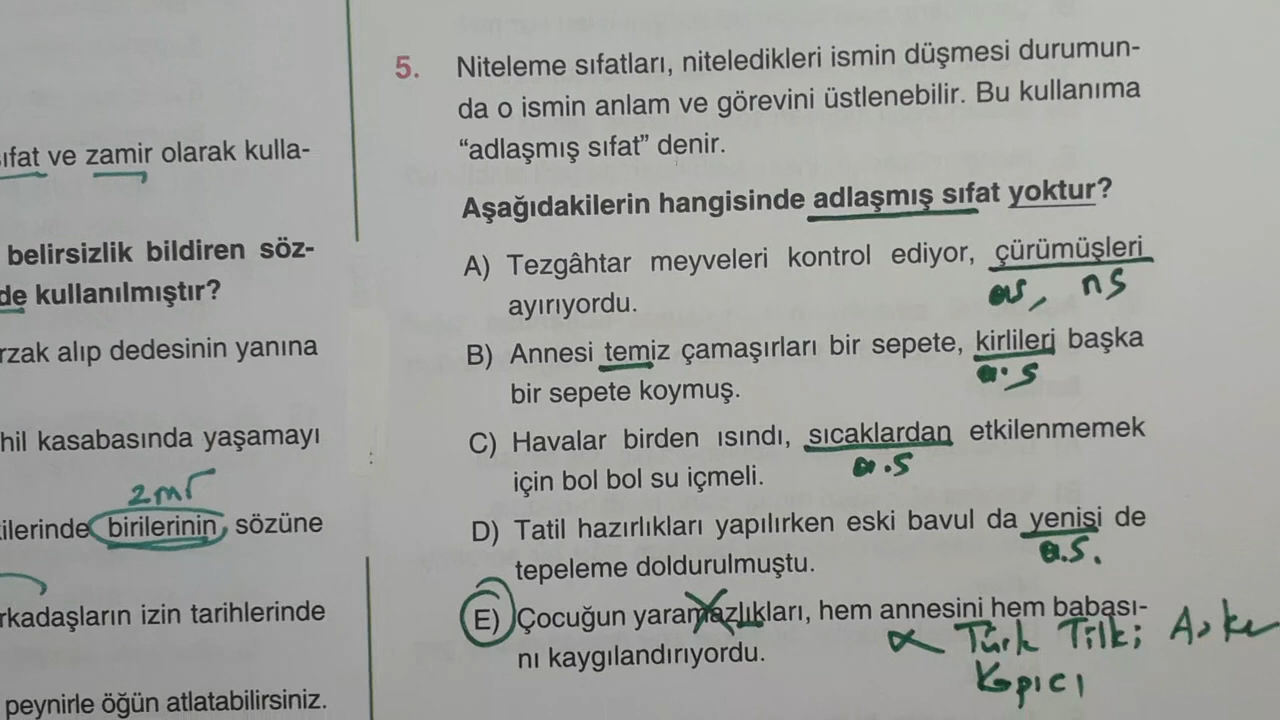 ıfat ve zamir olarak kulla-
belirsizlik bildiren söz-
de kullanılmıştır?
rzak alıp dedesinin yanına
hil kasabasında yaşamayı
ilerinde birilerinin sözüne
rkadaşların izin tarihlerinde
peynirle öğün atlatabilirsiniz.
5. Niteleme sıfatları, niteledikleri ismin düşmesi durumun-
da o ismin anlam ve görevini üstlenebilir. Bu kullanıma
“adlaşmış sıfat” denir.
Aşağıdakilerin hangisinde adlaşmış sıfat yoktur?
A) Tezgâhtar meyveleri kontrol ediyor, çürümüşleri
ayırıyordu.
as, ns
B) Annesi temiz çamaşırları bir sepete, kirlileri başka
a.s
bir sepete koymuş.
C) Havalar birden ısındı, sıcaklardan etkilenmemek
a.s
için bol bol su içmeli.
D) Tatil hazırlıkları yapılırken eski bavul da yenisi de
a.s.
tepeleme doldurulmuştu.
E) Çocuğun yaramazlıkları, hem annesini hem babası-
nı kaygılandırıyordu.
Türk Tilki Aske
Kapıcı